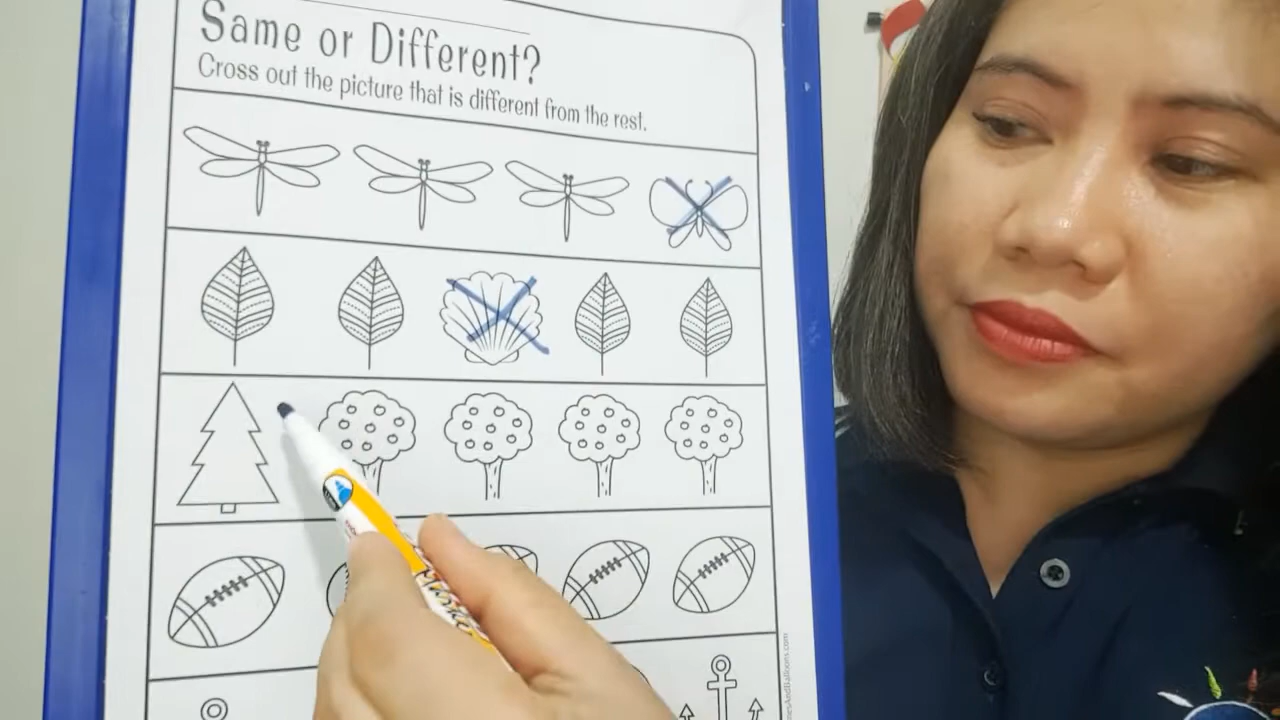 Same or Different?
Cross out the picture that is different from the rest.